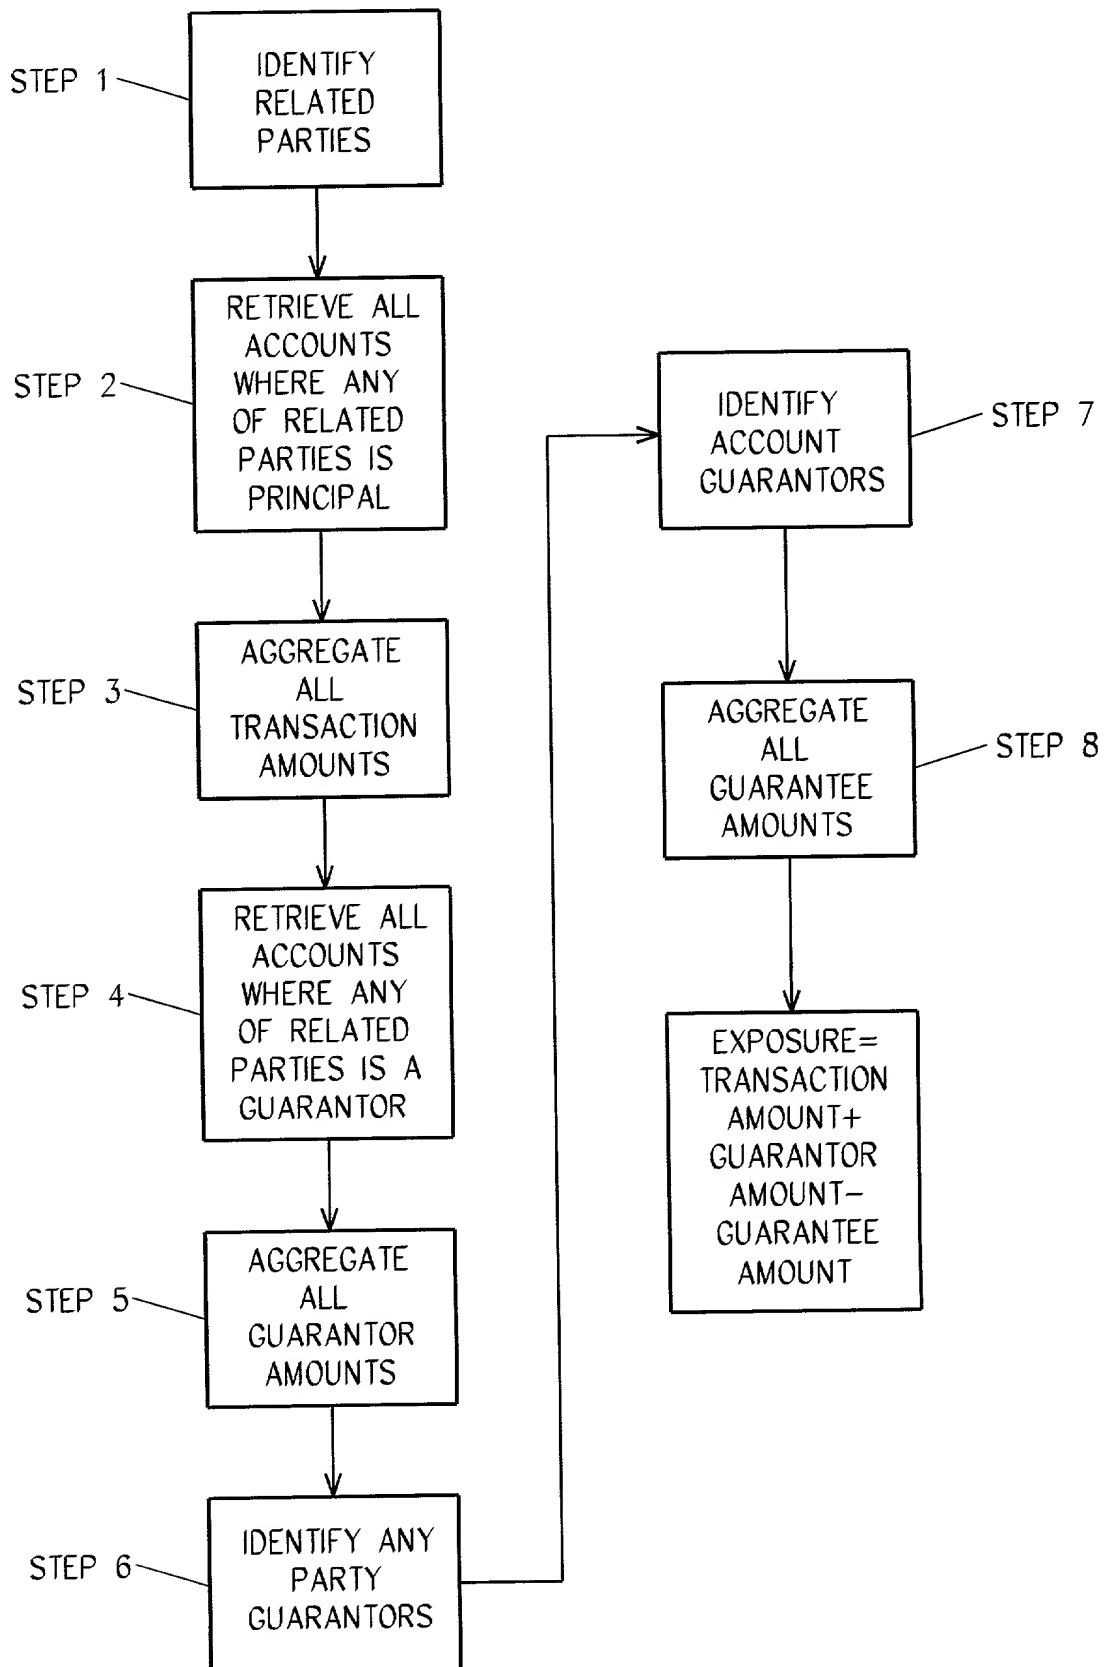 STEP 1
IDENTIFY
RELATED
PARTIES
STEP 2
RETRIEVE ALL
ACCOUNTS
WHERE ANY
OF RELATED
PARTIES IS
PRINCIPAL
STEP 3
AGGREGATE
ALL
TRANSACTION
AMOUNTS
STEP 4
RETRIEVE ALL
ACCOUNTS
WHERE ANY
OF RELATED
PARTIES IS A
GUARANTOR
STEP 5
AGGREGATE
ALL
GUARANTOR
AMOUNTS
STEP 6
IDENTIFY ANY
PARTY
GUARANTORS
IDENTIFY
ACCOUNT
GUARANTORS
STEP 7
AGGREGATE
ALL
GUARANTEE
AMOUNTS
STEP 8
EXPOSURE=
TRANSACTION
AMOUNT+
GUARANTOR
AMOUNT-
GUARANTEE
AMOUNT